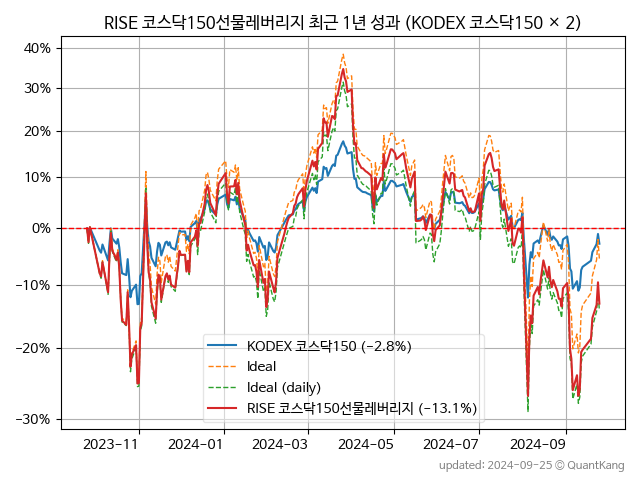 RISE 코스닥150선물레버리지 최근 1년 성과 (KODEX 코스닥150 × 2)
40%
30%
20%
10%
0%
−10%
−20%
−30%
KODEX 코스닥150 (−2.8%)
Ideal
Ideal (daily)
RISE 코스닥150선물레버리지 (−13.1%)
2023-11 2024-01 2024-03 2024-05 2024-07 2024-09
updated: 2024-09-25 © QuantKang